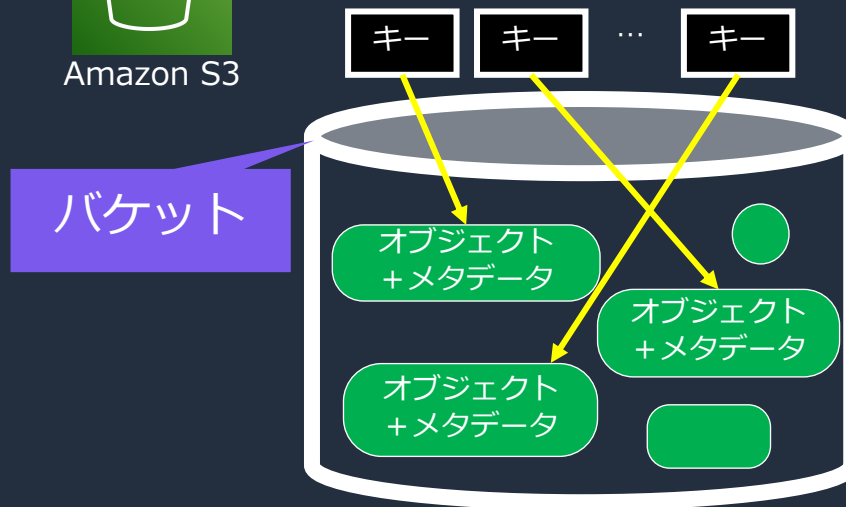 Amazon S3
キー
キー
…
キー
バケット
オブジェクト
+メタデータ
オブジェクト
+メタデータ
オブジェクト
+メタデータ